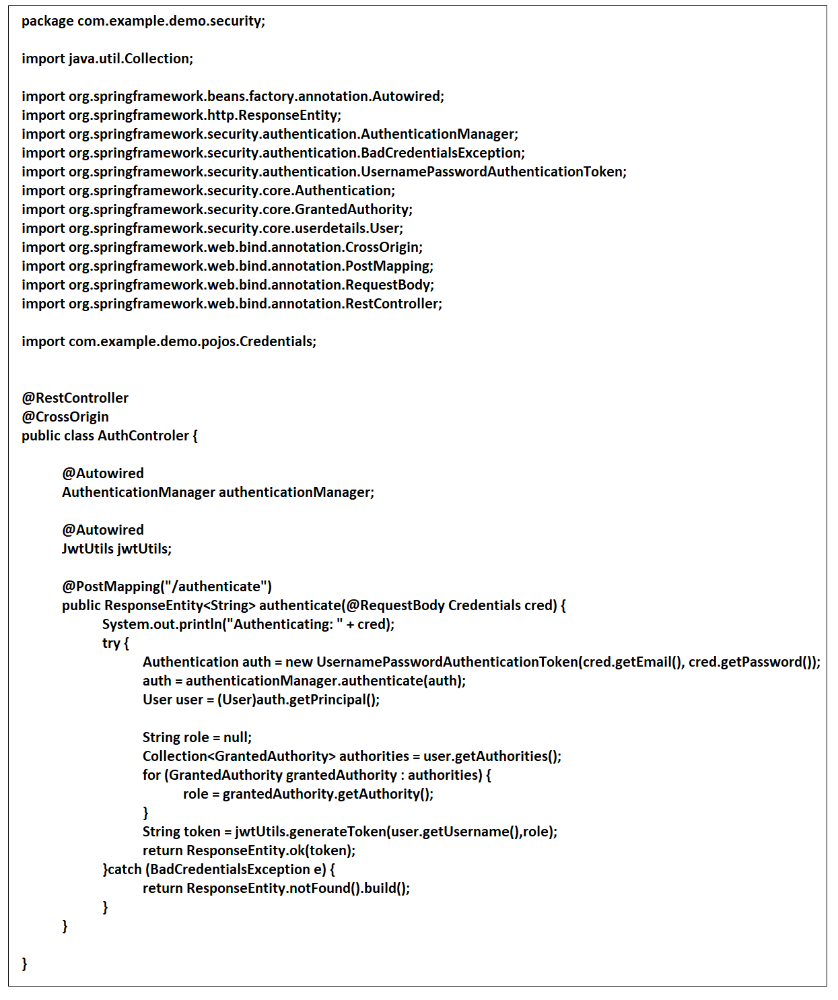 package com.example.demo.security;
import java.util.Collection;
import org.springframework.beans.factory.annotation.Autowired;
import org.springframework.http.ResponseEntity;
import org.springframework.security.authentication.AuthenticationManager;
import org.springframework.security.authentication.BadCredentialsException;
import org.springframework.security.authentication.UsernamePasswordAuthenticationToken;
import org.springframework.security.core.Authentication;
import org.springframework.security.core.GrantedAuthority;
import org.springframework.security.core.userdetails.User;
import org.springframework.web.bind.annotation.CrossOrigin;
import org.springframework.web.bind.annotation.PostMapping;
import org.springframework.web.bind.annotation.RequestBody;
import org.springframework.web.bind.annotation.RestController;
import com.example.demo.pojos.Credentials;
@RestController
@CrossOrigin
public class AuthControler {
@Autowired
AuthenticationManager authenticationManager;
@Autowired
JwtUtils jwtUtils;
@PostMapping("/authenticate")
public ResponseEntity<String> authenticate(@RequestBody Credentials cred) {
System.out.println("Authenticating: " + cred);
try {
Authentication auth = new UsernamePasswordAuthenticationToken(cred.getEmail(), cred.getPassword());
auth = authenticationManager.authenticate(auth);
User user = (User)auth.getPrincipal();
String role = null;
Collection<GrantedAuthority> authorities = user.getAuthorities();
for (GrantedAuthority grantedAuthority : authorities) {
role = grantedAuthority.getAuthority();
}
String token = jwtUtils.generateToken(user.getUsername(),role);
return ResponseEntity.ok(token);
}catch (BadCredentialsException e) {
return ResponseEntity.notFound().build();
}
}
}